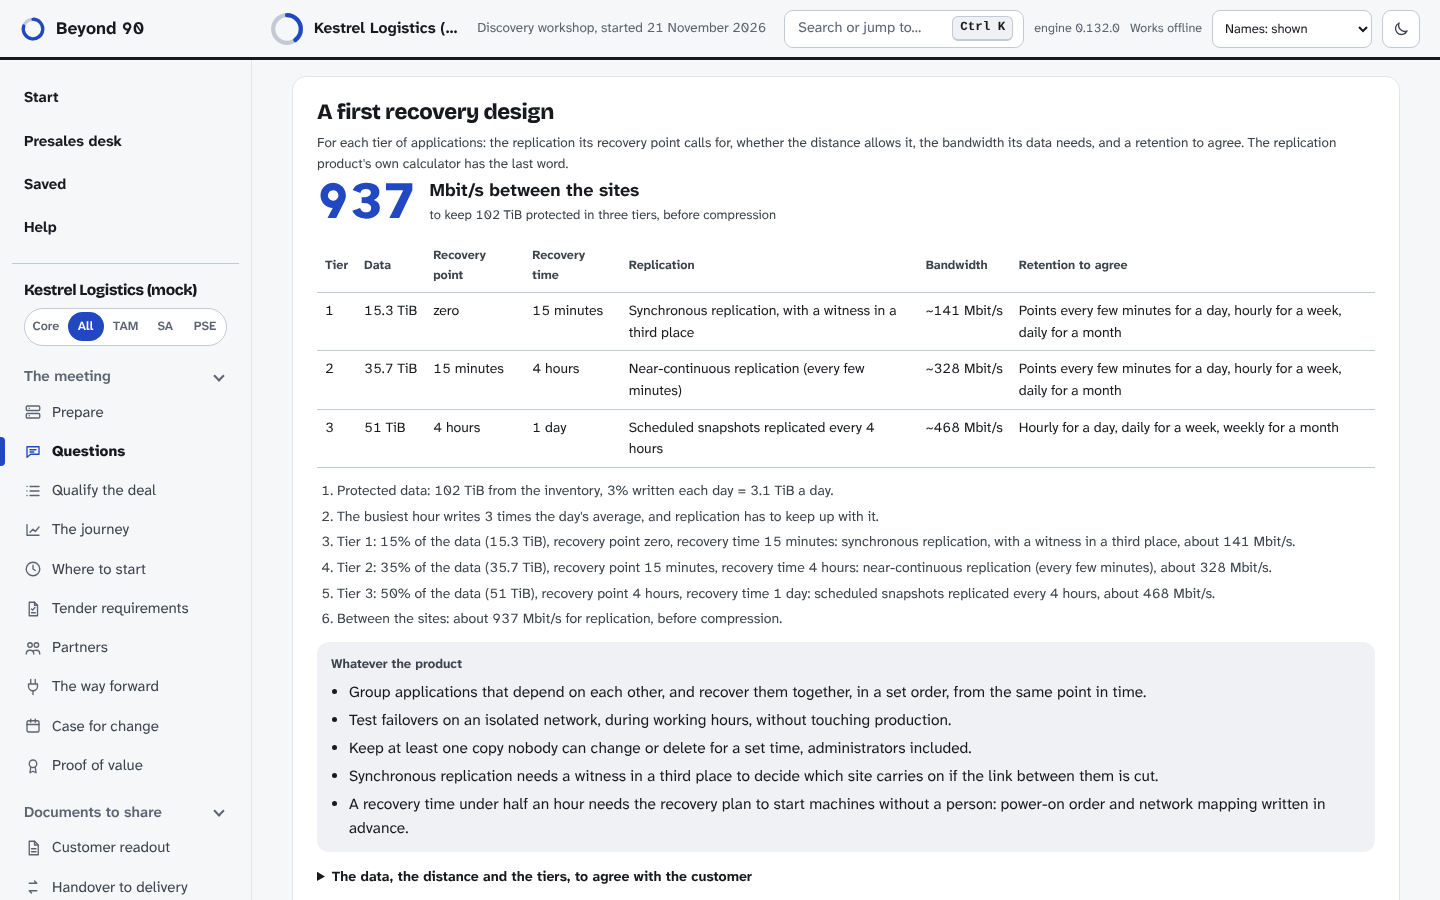 Beyond 90
Kestrel Logistics (...
Discovery workshop, started 21 November 2026
Search or jump to...
Ctrl K
engine 0.132.0
Works offline
Names: shown
Start
Presales desk
Saved
Help
Kestrel Logistics (mock)
Core All TAM SA PSE
The meeting
Prepare
Questions
Qualify the deal
The journey
Where to start
Tender requirements
Partners
The way forward
Case for change
Proof of value
Documents to share
Customer readout
Handover to delivery
A first recovery design
For each tier of applications: the replication its recovery point calls for, whether the distance allows it, the bandwidth its data needs, and a retention to agree. The replication
product's own calculator has the last word.
937 Mbit/s between the sites
to keep 102 TiB protected in three tiers, before compression
Tier Data Recovery point Recovery time Replication Bandwidth Retention to agree
1 15.3 TiB zero 15 minutes Synchronous replication, with a witness in a third place ~141 Mbit/s Points every few minutes for a day, hourly for a week, daily for a month
2 35.7 TiB 15 minutes 4 hours Near-continuous replication (every few minutes) ~328 Mbit/s Points every few minutes for a day, hourly for a week, daily for a month
3 51 TiB 4 hours 1 day Scheduled snapshots replicated every 4 hours ~468 Mbit/s Hourly for a day, daily for a week, weekly for a month
1. Protected data: 102 TiB from the inventory, 3% written each day = 3.1 TiB a day.
2. The busiest hour writes 3 times the day's average, and replication has to keep up with it.
3. Tier 1: 15% of the data (15.3 TiB), recovery point zero, recovery time 15 minutes: synchronous replication, with a witness in a third place, about 141 Mbit/s.
4. Tier 2: 35% of the data (35.7 TiB), recovery point 15 minutes, recovery time 4 hours: near-continuous replication (every few minutes), about 328 Mbit/s.
5. Tier 3: 50% of the data (51 TiB), recovery point 4 hours, recovery time 1 day: scheduled snapshots replicated every 4 hours, about 468 Mbit/s.
6. Between the sites: about 937 Mbit/s for replication, before compression.
Whatever the product
• Group applications that depend on each other, and recover them together, in a set order, from the same point in time.
• Test failovers on an isolated network, during working hours, without touching production.
• Keep at least one copy nobody can change or delete for a set time, administrators included.
• Synchronous replication needs a witness in a third place to decide which site carries on if the link between them is cut.
• A recovery time under half an hour needs the recovery plan to start machines without a person: power-on order and network mapping written in
advance.
The data, the distance and the tiers, to agree with the customer